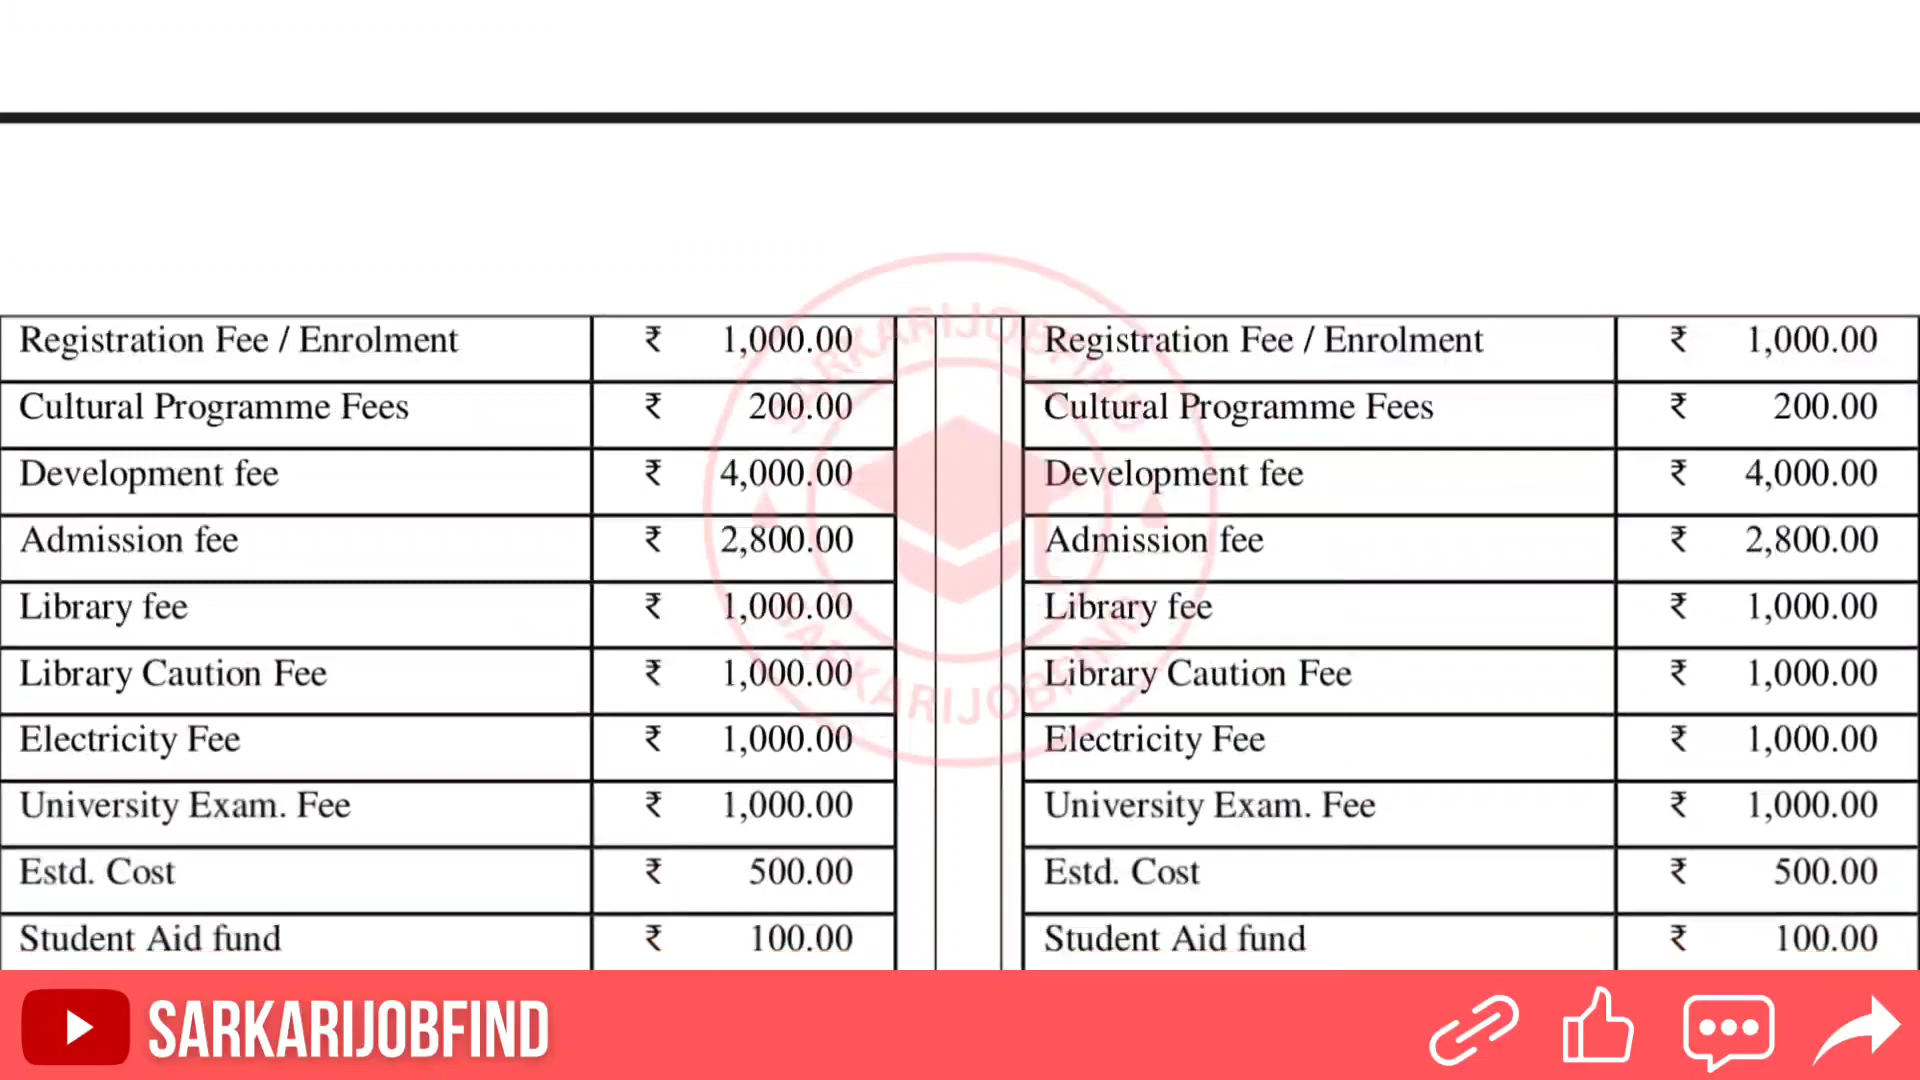 Registration Fee / Enrolment ₹ 1,000.00 Registration Fee / Enrolment ₹ 1,000.00
Cultural Programme Fees ₹ 200.00 Cultural Programme Fees ₹ 200.00
Development fee ₹ 4,000.00 Development fee ₹ 4,000.00
Admission fee ₹ 2,800.00 Admission fee ₹ 2,800.00
Library fee ₹ 1,000.00 Library fee ₹ 1,000.00
Library Caution Fee ₹ 1,000.00 Library Caution Fee ₹ 1,000.00
Electricity Fee ₹ 1,000.00 Electricity Fee ₹ 1,000.00
University Exam. Fee ₹ 1,000.00 University Exam. Fee ₹ 1,000.00
Estd. Cost ₹ 500.00 Estd. Cost ₹ 500.00
Student Aid fund ₹ 100.00 Student Aid fund ₹ 100.00
SARKARIJOBFIND
SARKARIJOBFIND
SARKARIJOBFIND